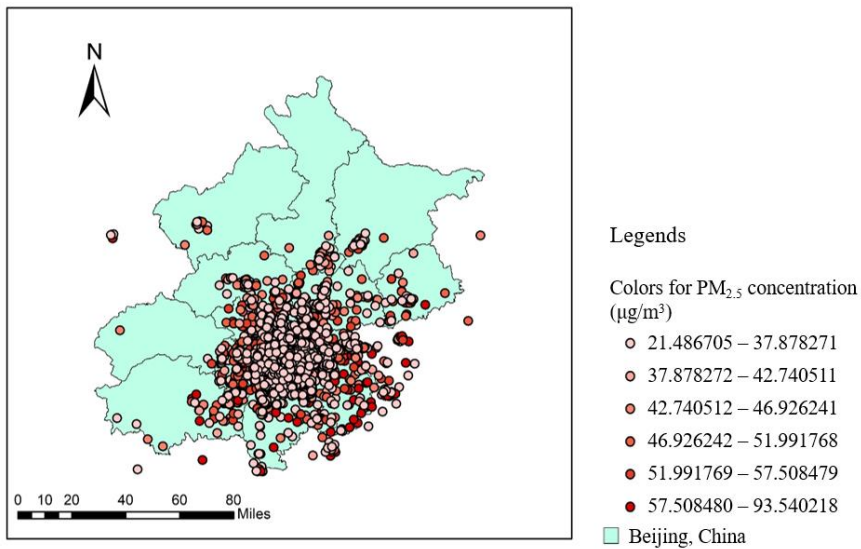 N
0 10 20 40 60 80
Miles
Legends
Colors for PM2.5 concentration
(µg/m³)
21.486705 – 37.878271
37.878272 – 42.740511
42.740512 – 46.926241
46.926242 – 51.991768
51.991769 – 57.508479
57.508480 – 93.540218
Beijing, China